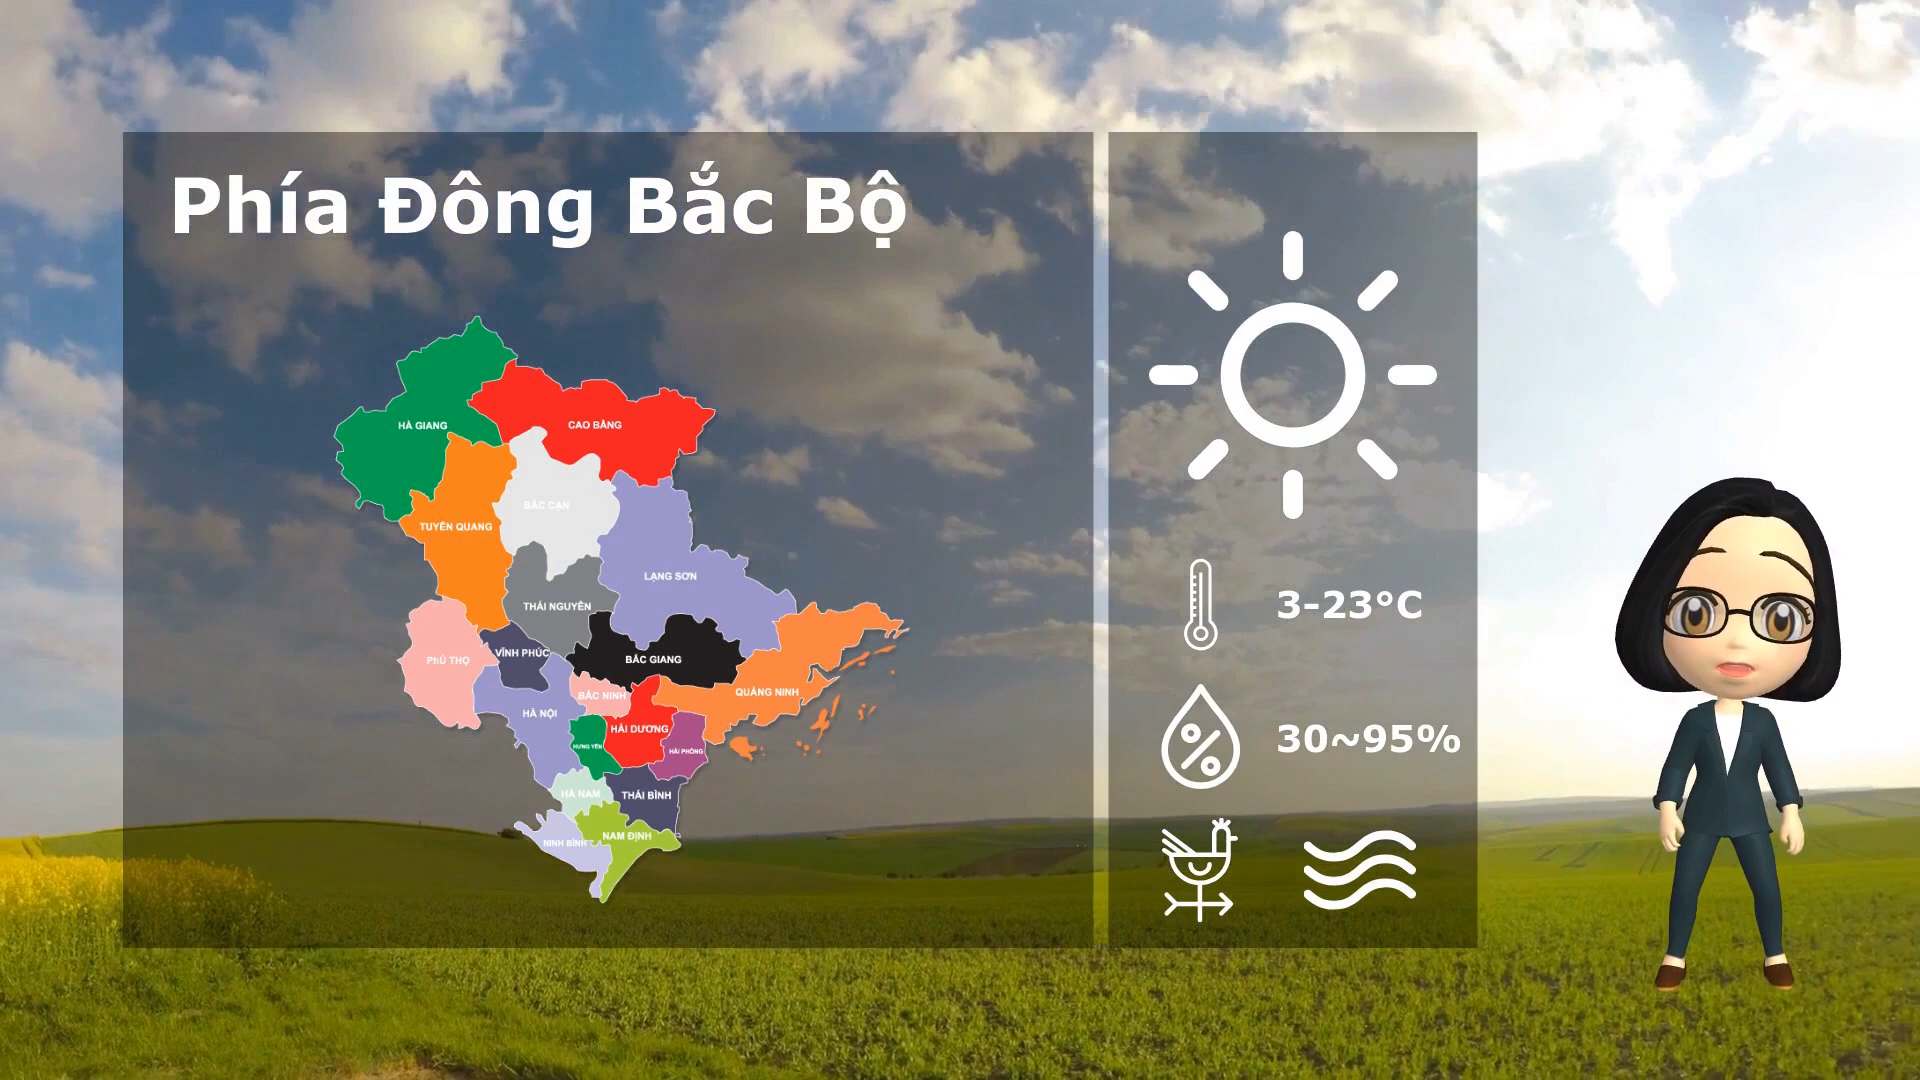 Phía Đông Bắc Bộ
HÀ GIANG
CAO BẰNG
BẮC CẠN
TUYÊN QUANG
LẠNG SƠN
THÁI NGUYÊN
VĨNH PHÚC
PhÚ THỌ
BẮC GIANG
QUẢNG NINH
BẮC NINH
HÀ NỘI
HẢI DƯƠNG
HƯNG YÊN
HẢI PHÒNG
HÀ NAM
THÁI BÌNH
NAM ĐỊNH
NINH BÌNH
3-23°C
30~95%